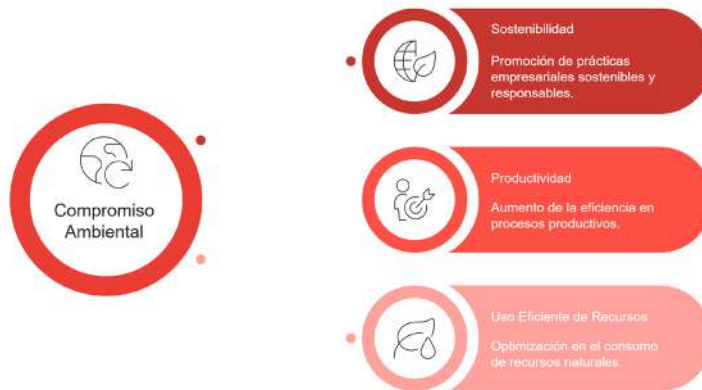 Compromiso
Ambiental
Sostenibilidad
Promoción de prácticas
empresariales sostenibles y
responsables.
Productividad
Aumento de la eficiencia en
procesos productivos.
Uso Eficiente de Recursos
Optimización en el consumo
de recursos naturales.